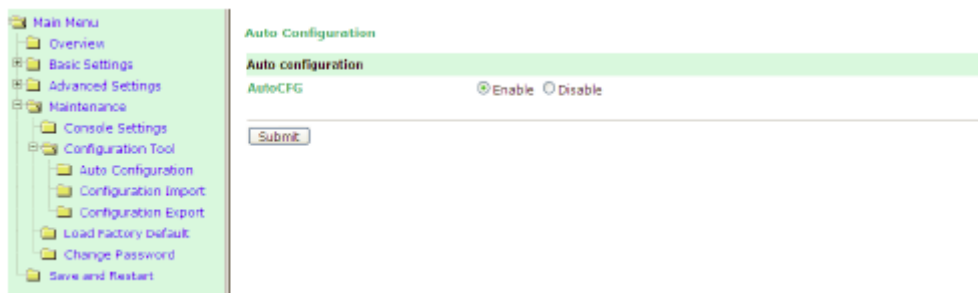 Main Menu
Overview
Basic Settings
Advanced Settings
Maintenance
Console Settings
Configuration Tool
Auto Configuration
Configuration Import
Configuration Export
Load Factory Default
Change Password
Save and Restart
Auto Configuration
Auto configuration
AutoCFG Enable Disable
Submit